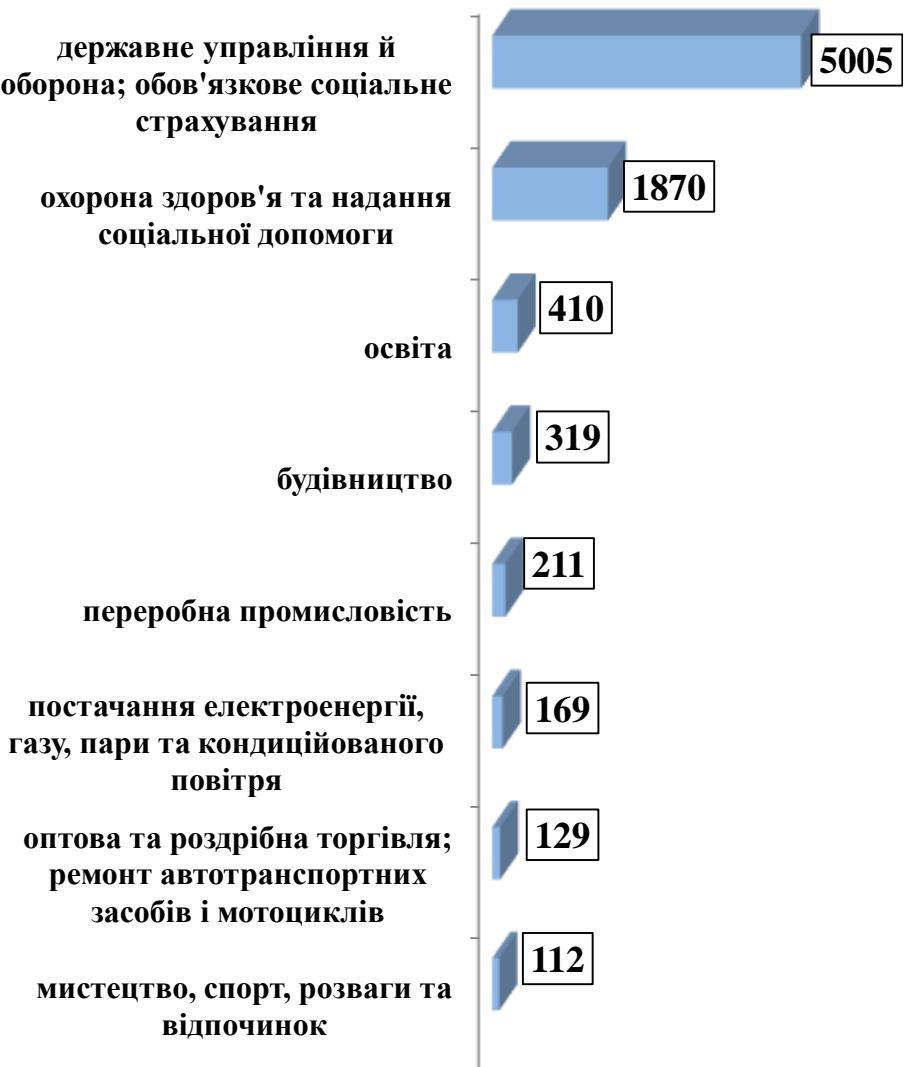 державне управління й
оборона; обов'язкове соціальне
страхування
5005
охорона здоров'я та надання
соціальної допомоги
1870
освіта
410
будівництво
319
переробна промисловість
211
постачання електроенергії,
газу, пари та кондиційованого
повітря
169
оптова та роздрібна торгівля;
ремонт автотранспортних
засобів і мотоциклів
129
мистецтво, спорт, розваги та
відпочинок
112